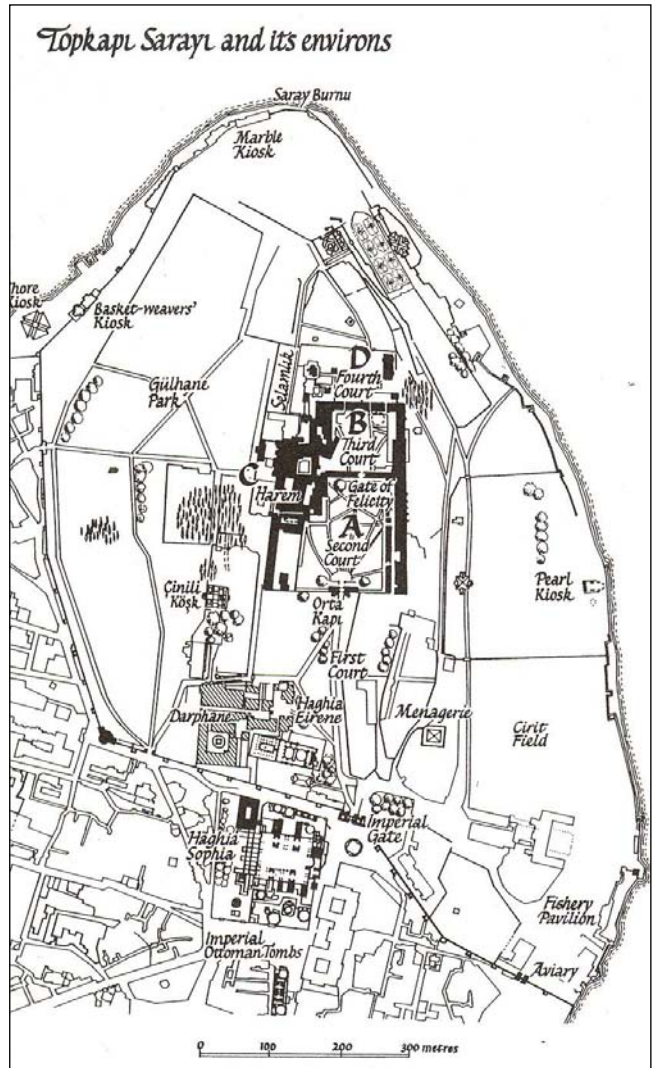 Topkapı Sarayı and its environs
Saray Burnu
Marble
Kiosk
hore
Kiosk
Basket-weavers'
Kiosk
Gülhane
Park
Selamlık
D
Fourth Court
B
Third
Court
C
Harem
Gate of
Felicity
A
Second
Court
Çinili
Köşk
Orta
Kapı
Pearl
Kiosk
First
Court
Darphane
Haghia
Eirene
Menagerie
Cirit
Field
Imperial
Gate
Haghia
Sophia
Fishery
Pavilion
Imperial
Ottoman Tombs
Aviary
0 100 200 300 metres